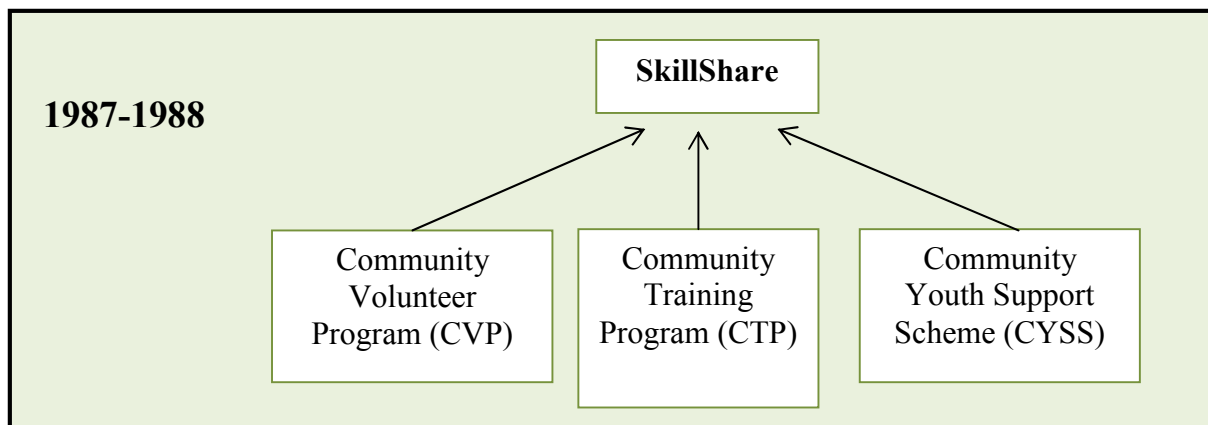 SkillShare
1987-1988
Community
Volunteer
Program (CVP)
Community
Training
Program (CTP)
Community
Youth Support
Scheme (CYSS)